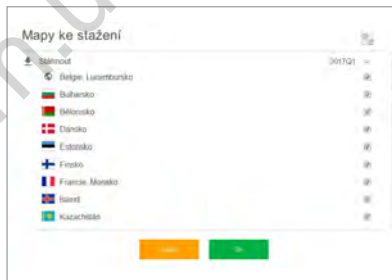 Mapy ke stažení
Stáhnout 2017Q1
Belgie, Lucembursko
Bulharsko
Bělorusko
Dánsko
Estonsko
Finsko
Francie, Monako
Island
Kazachstán
Ok